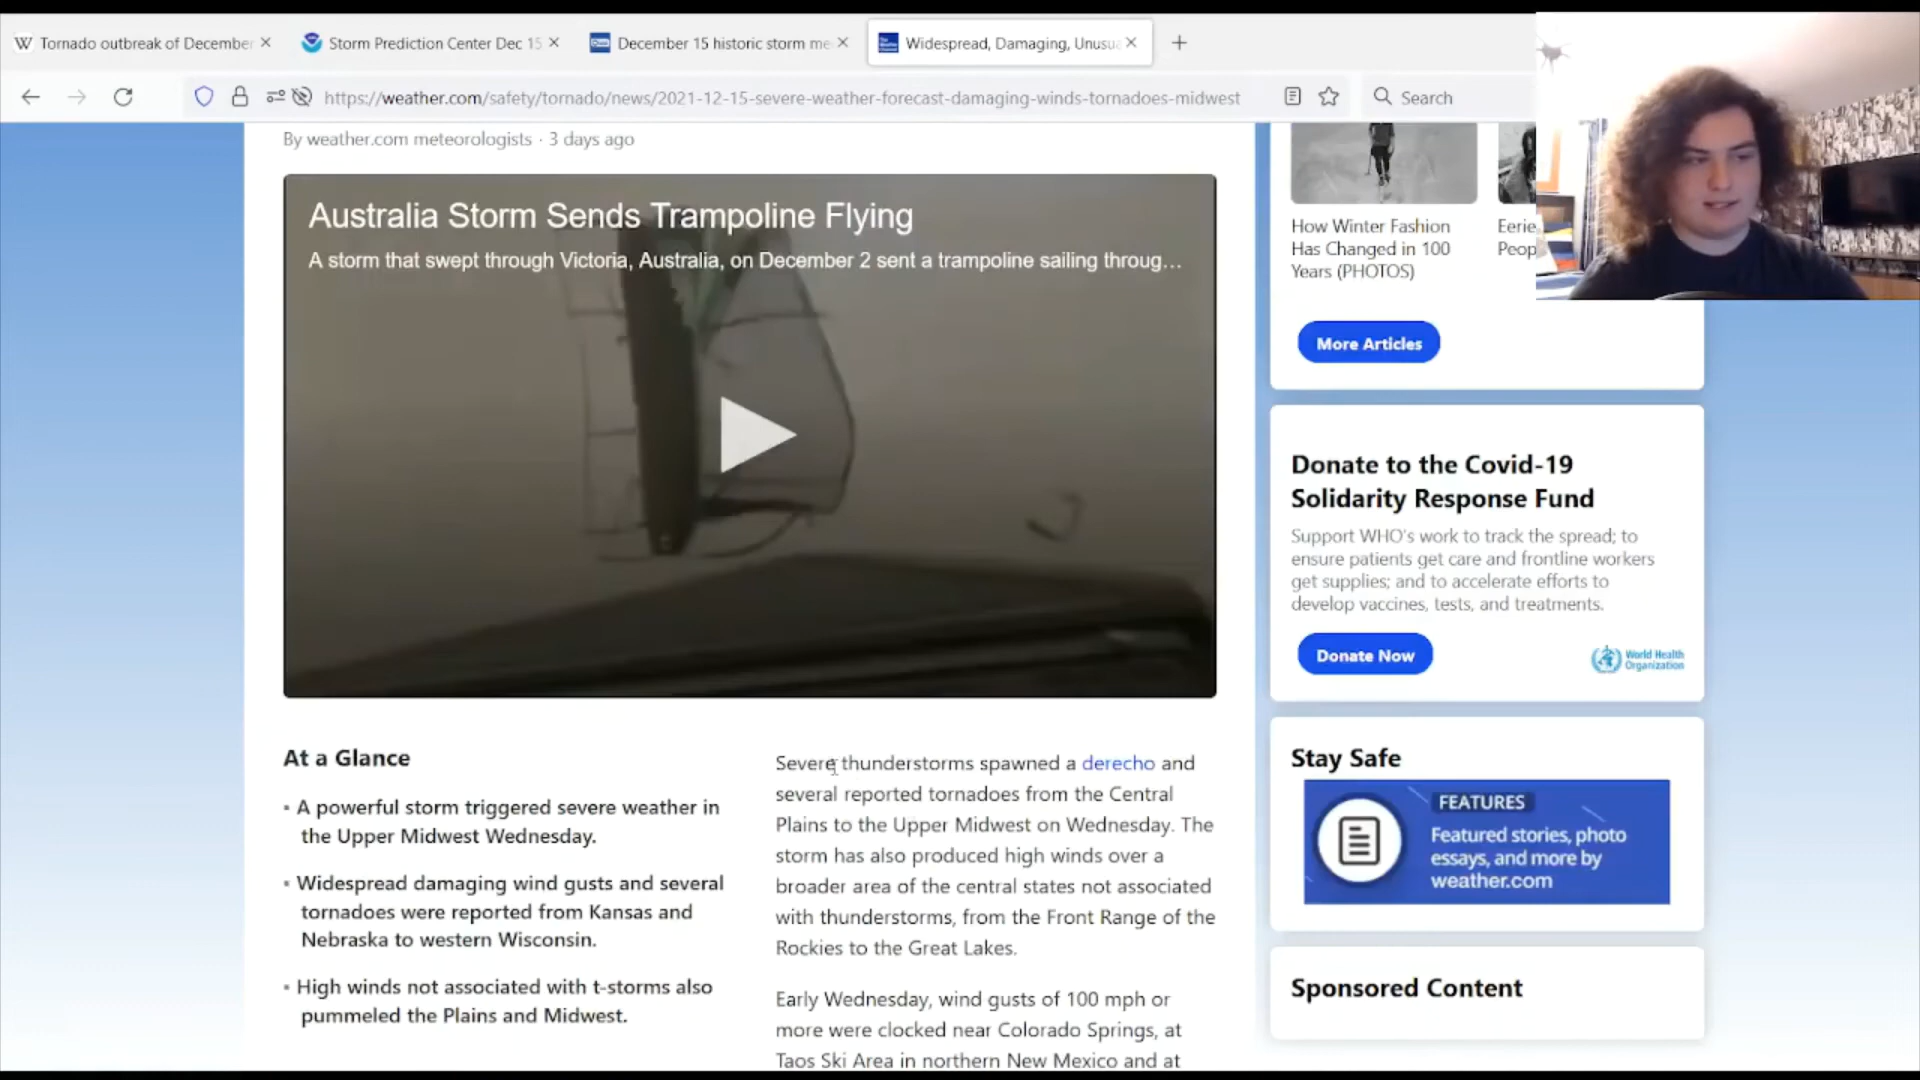 Tornado outbreak of December
Storm Prediction Center Dec 15
December 15 historic storm me
Widespread, Damaging, Unusua
https://weather.com/safety/tornado/news/2021-12-15-severe-weather-forecast-damaging-winds-tornadoes-midwest
Search
By weather.com meteorologists · 3 days ago
Australia Storm Sends Trampoline Flying
A storm that swept through Victoria, Australia, on December 2 sent a trampoline sailing throug…
At a Glance
• A powerful storm triggered severe weather in
the Upper Midwest Wednesday.
• Widespread damaging wind gusts and several
tornadoes were reported from Kansas and
Nebraska to western Wisconsin.
• High winds not associated with t-storms also
pummeled the Plains and Midwest.
Severe thunderstorms spawned a derecho and
several reported tornadoes from the Central
Plains to the Upper Midwest on Wednesday. The
storm has also produced high winds over a
broader area of the central states not associated
with thunderstorms, from the Front Range of the
Rockies to the Great Lakes.
Early Wednesday, wind gusts of 100 mph or
more were clocked near Colorado Springs, at
Taos Ski Area in northern New Mexico and at
How Winter Fashion
Has Changed in 100
Years (PHOTOS)
Eerie
Peop
More Articles
Donate to the Covid-19
Solidarity Response Fund
Support WHO's work to track the spread; to
ensure patients get care and frontline workers
get supplies; and to accelerate efforts to
develop vaccines, tests, and treatments.
Donate Now
World Health
Organization
Stay Safe
FEATURES
Featured stories, photo
essays, and more by
weather.com
Sponsored Content